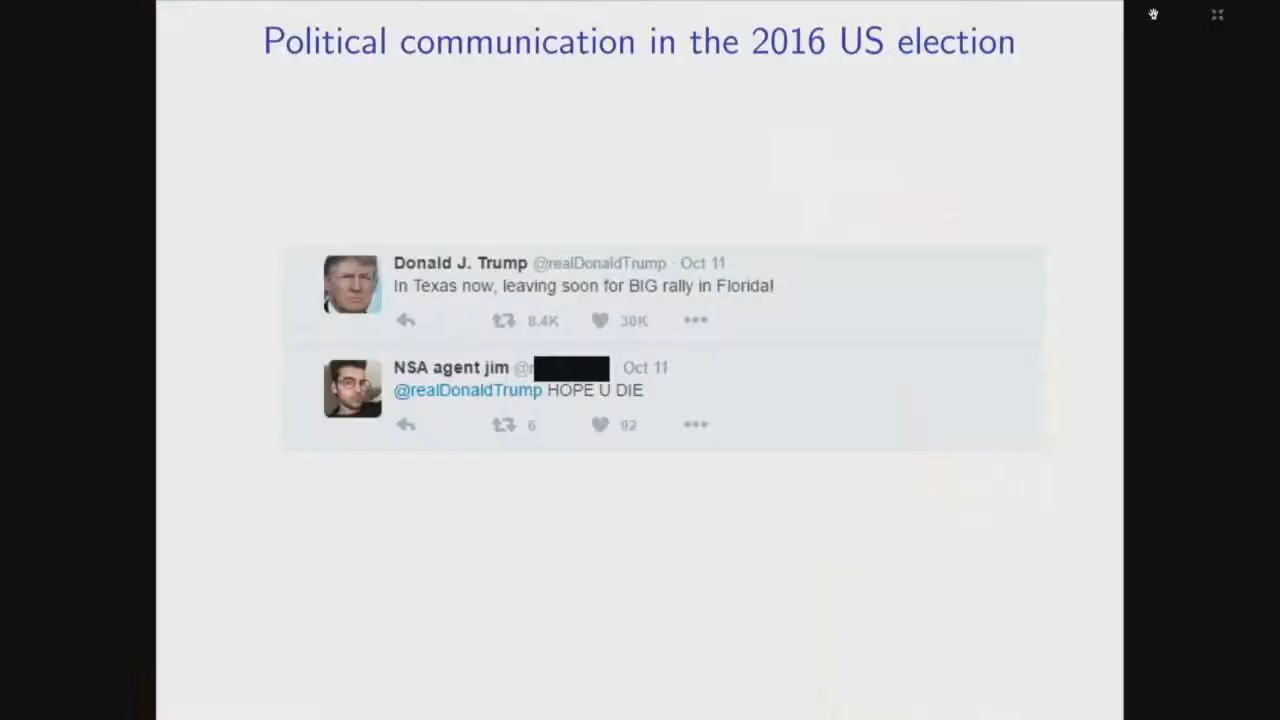 Political communication in the 2016 US election
Donald J. Trump @realDonaldTrump · Oct 11
In Texas now, leaving soon for BIG rally in Florida!
8.4K 30K
NSA agent jim @ Oct 11
@realDonaldTrump HOPE U DIE
6 92